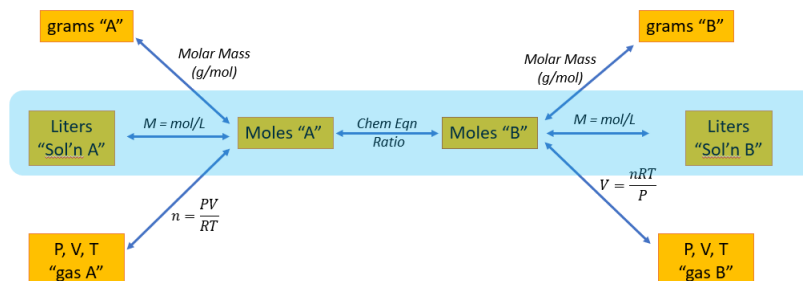 grams “A”
grams “B”
Molar Mass
(g/mol)
Molar Mass
(g/mol)
Liters
“Sol’n A”
M = mol/L
Moles “A”
Chem Eqn
Ratio
Moles “B”
M = mol/L
Liters
“Sol’n B”
n = PV/RT
V = nRT/P
P, V, T
“gas A”
P, V, T
“gas B”